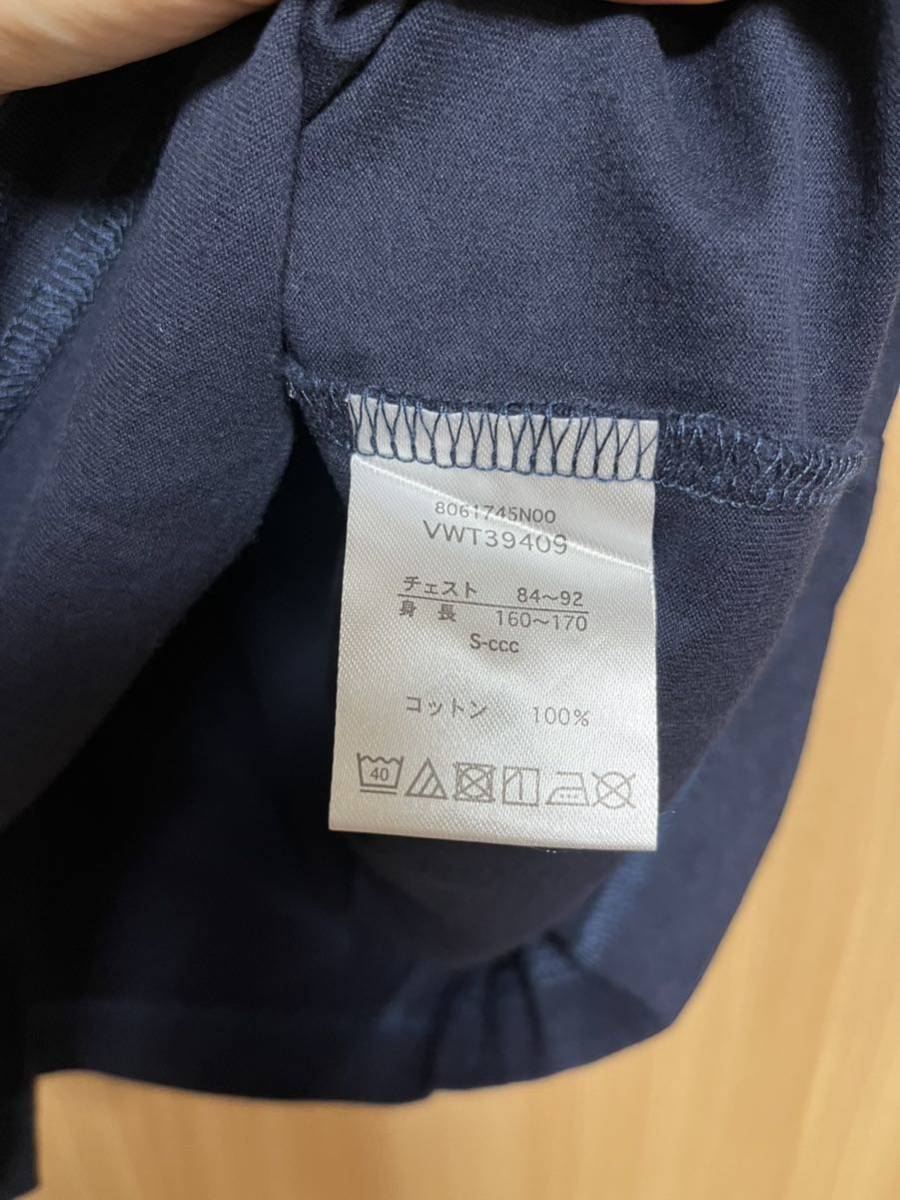 8061745N00
VWT39409
チェスト 84～92
身長 160～170
S-ccc
コットン 100%
40